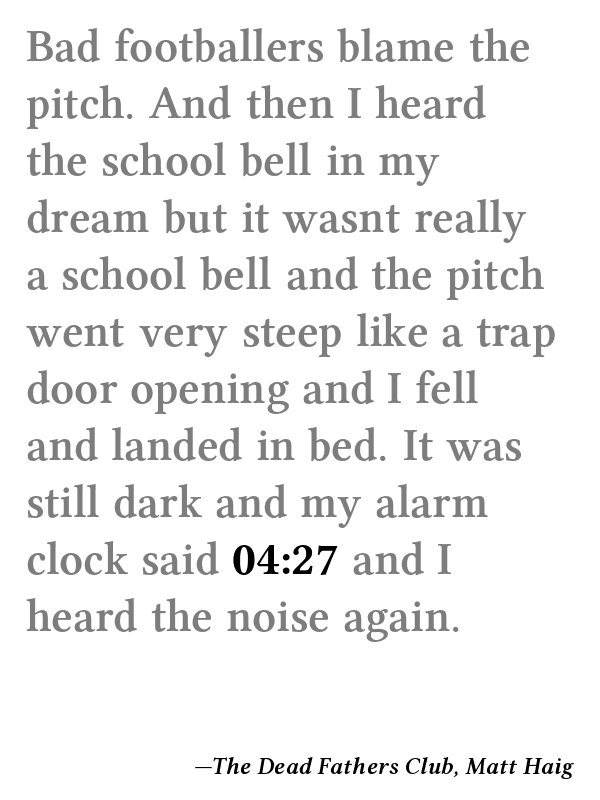 Bad footballers blame the
pitch. And then I heard
the school bell in my
dream but it wasnt really
a school bell and the pitch
went very steep like a trap
door opening and I fell
and landed in bed. It was
still dark and my alarm
clock said 04:27 and I
heard the noise again.
—The Dead Fathers Club, Matt Haig